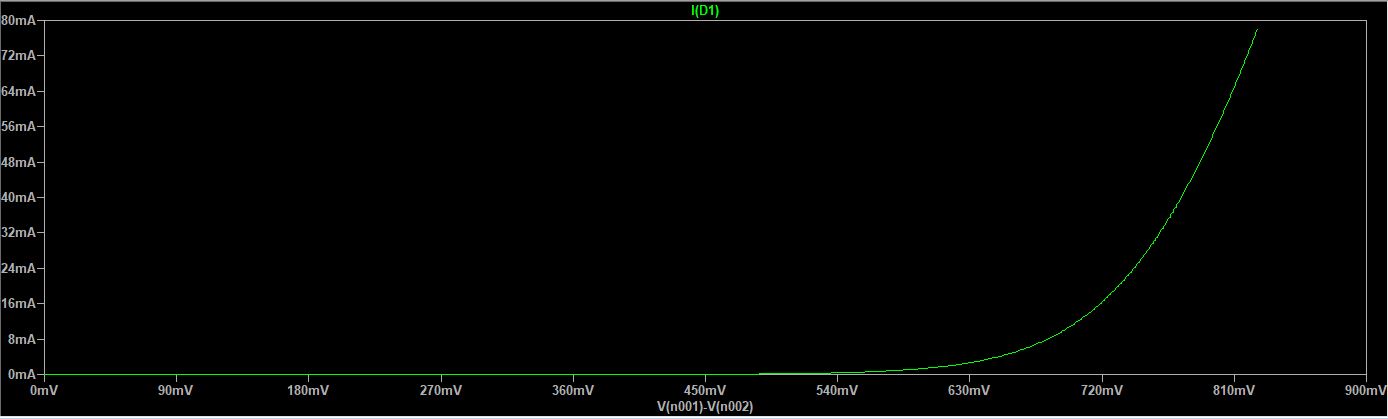 I(D1)
80mA
72mA
64mA
56mA
48mA
40mA
32mA
24mA
16mA
8mA
0mA
0mV 90mV 180mV 270mV 360mV 450mV 540mV 630mV 720mV 810mV 900mV
V(n001)-V(n002)